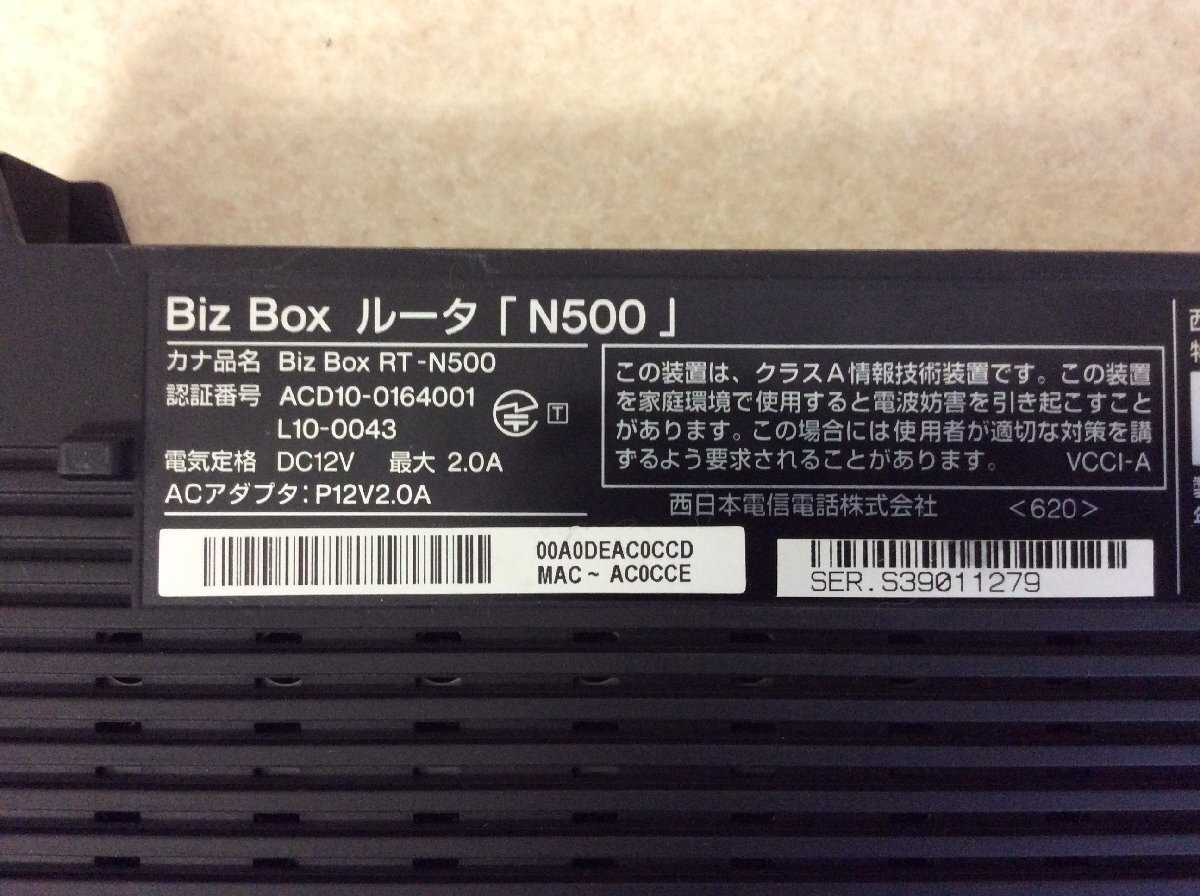 Biz Box ルータ「N500」
カナ品名 Biz Box RT-N500
認証番号 ACD10-0164001
L10-0043
T
電気定格 DC12V 最大 2.0A
ACアダプタ:P12V2.0A
この装置は、クラスA情報技術装置です。この装置
を家庭環境で使用すると電波妨害を引き起こすこと
があります。この場合には使用者が適切な対策を講
ずるよう要求されることがあります。 VCCI-A
西日本電信電話株式会社 <620>
00A0DEAC0CCD
MAC~AC0CCE
SER.S39011279
西
特